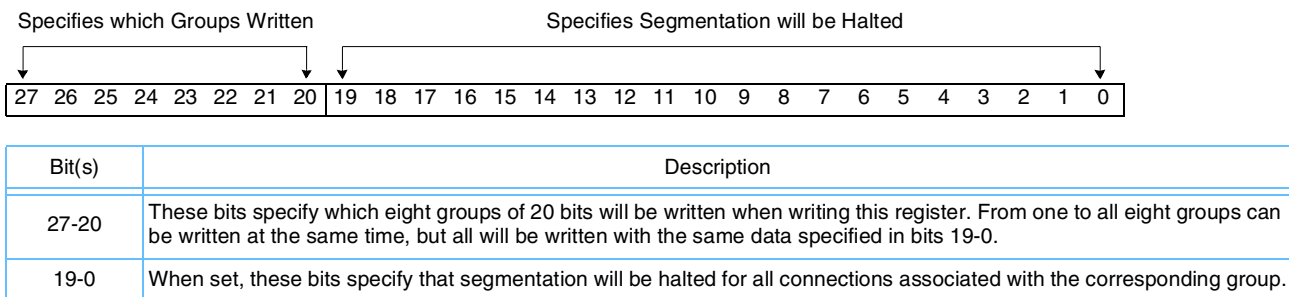 Specifies which Groups Written Specifies Segmentation will be Halted
27 26 25 24 23 22 21 20 19 18 17 16 15 14 13 12 11 10 9 8 7 6 5 4 3 2 1 0
Bit(s) Description
27-20 These bits specify which eight groups of 20 bits will be written when writing this register. From one to all eight groups can
be written at the same time, but all will be written with the same data specified in bits 19-0.
19-0 When set, these bits specify that segmentation will be halted for all connections associated with the corresponding group.